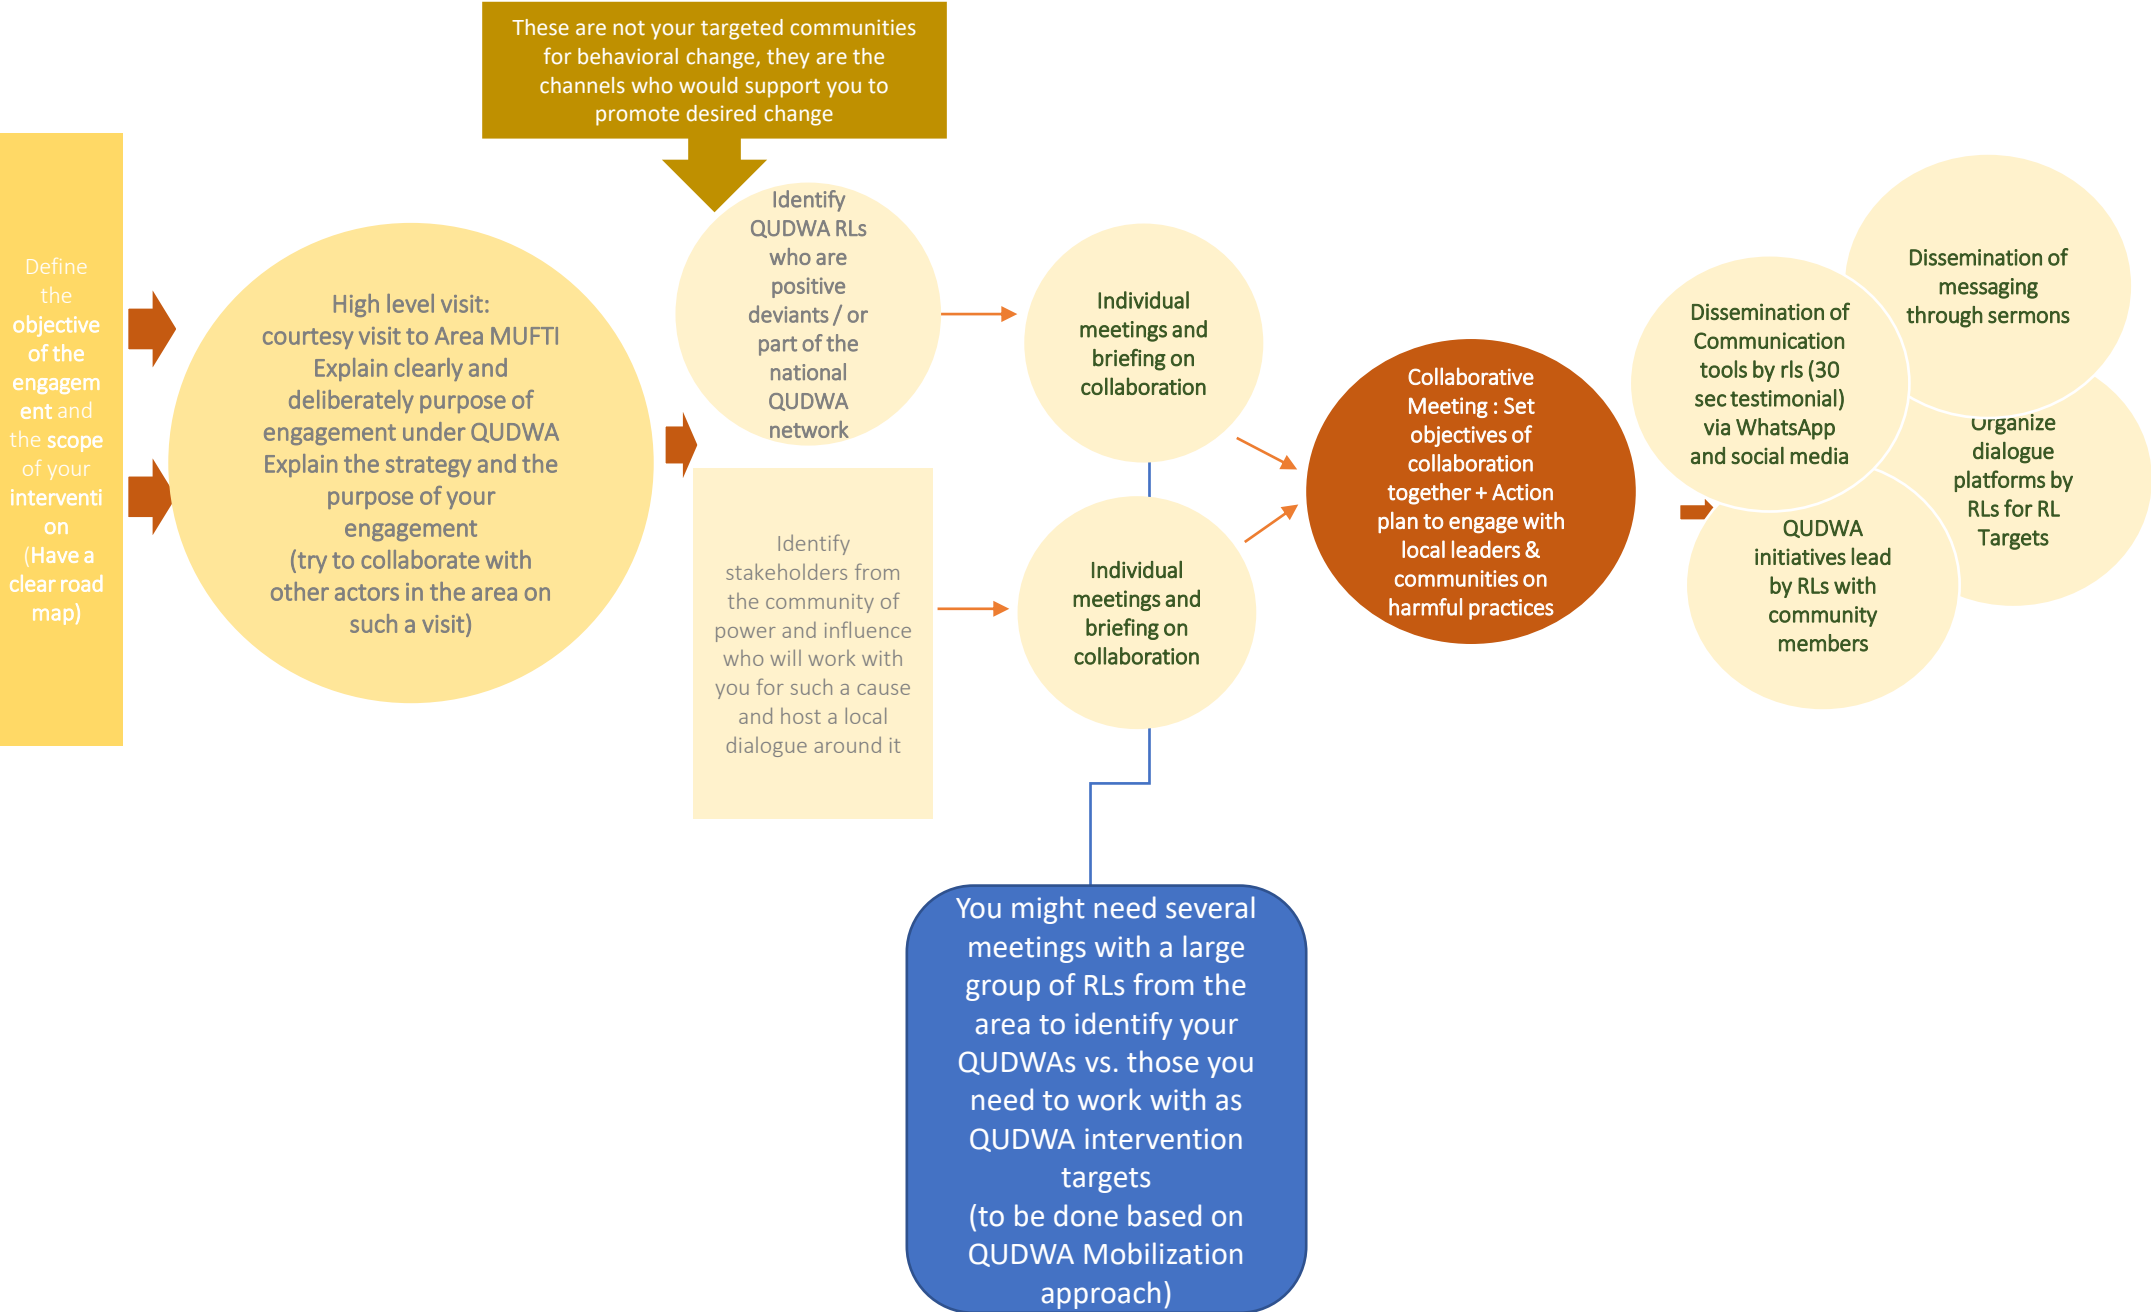 These are not your targeted communities
for behavioral change, they are the
channels who would support you to
promote desired change
Define
the
objective
of the
engagem
ent and
the scope
of your
interventi
on
(Have a
clear road
map)
High level visit:
courtesy visit to Area MUFTI
Explain clearly and
deliberately purpose of
engagement under QUDWA
Explain the strategy and the
purpose of your
engagement
(try to collaborate with
other actors in the area on
such a visit)
Identify
QUDWA RLs
who are
positive
deviants / or
part of the
national
QUDWA
network
Identify
stakeholders from
the community of
power and influence
who will work with
you for such a cause
and host a local
dialogue around it
Individual
meetings and
briefing on
collaboration
Individual
meetings and
briefing on
collaboration
Collaborative
Meeting : Set
objectives of
collaboration
together + Action
plan to engage with
local leaders &
communities on
harmful practices
Dissemination of
Communication
tools by rls (30
sec testimonial)
via WhatsApp
and social media
Dissemination of
messaging
through sermons
Organize
dialogue
platforms by
RLs for RL
Targets
QUDWA
initiatives lead
by RLs with
community
members
You might need several
meetings with a large
group of RLs from the
area to identify your
QUDWAs vs. those you
need to work with as
QUDWA intervention
targets
(to be done based on
QUDWA Mobilization
approach)